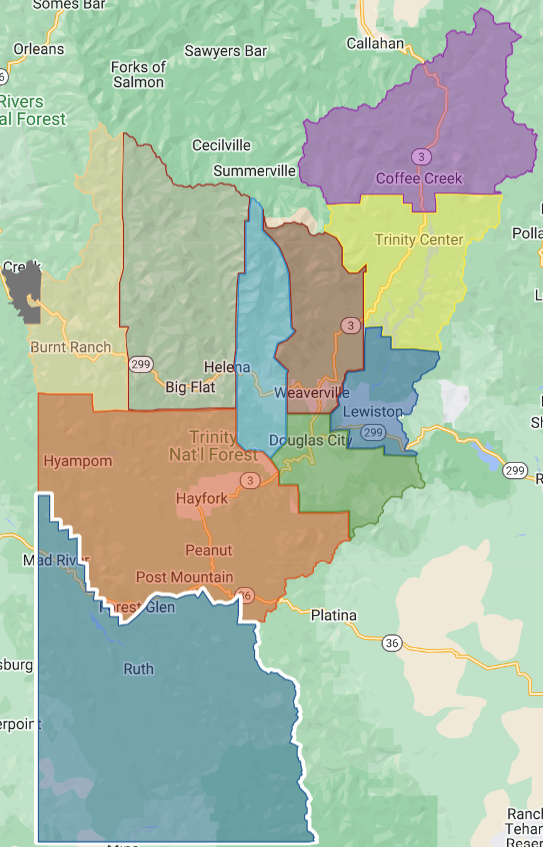 Somes Bar
Orleans
Sawyers Bar
Callahan
Forks of
Salmon
Rivers
al Forest
Cecilville
Summerville
3
Coffee Creek
Trinity Center
Polla
Cre k
3
Burnt Ranch
299
Helena
Big Flat
Weaverville
Lewiston
299
Trinity
Nat'l Forest
Douglas City
Hyampom
299
3
Hayfork
Peanut
Mad River
Post Mountain
36
Forest Glen
Platina
36
sburg
Ruth
erpoint
Ranc
Tehar
Reser